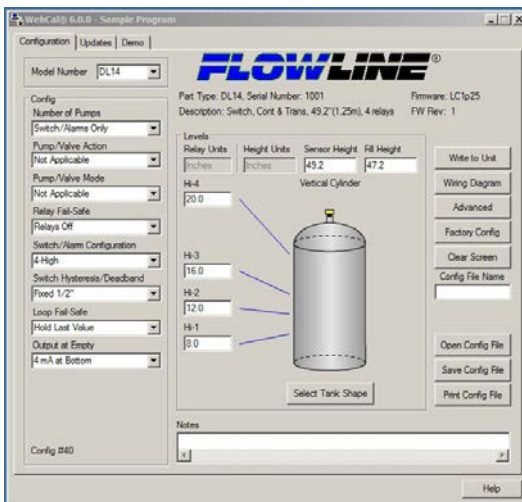 WebCal® 6.0.0 - Sample Program
Configuration Updates Demo
Model Number DL14
FLOWLINE®
Part Type: DL14, Serial Number: 1001 Firmware: LC1p25
Description: Switch, Cont & Trans, 49.2"(1.25m), 4 relays FW Rev: 1
Config
Number of Pumps
Switch/Alarms Only
Pump/Valve Action
Not Applicable
Pump/Valve Mode
Not Applicable
Relay Fail-Safe
Relays Off
Switch/Alarm Configuration
4-High
Switch Hysteresis/Deadband
Fixed 1/2"
Loop Fail-Safe
Hold Last Value
Output at Empty
4 mA at Bottom
Config #40
Levels
Relay Units Height Units Sensor Height Fill Height
Inches Inches 49.2 47.2
Hi-4 Vertical Cylinder
20.0
Hi-3
16.0
Hi-2
12.0
Hi-1
8.0
Select Tank Shape
Write to Unit
Wiring Diagram
Advanced
Factory Config
Clear Screen
Config File Name
Open Config File
Save Config File
Print Config File
Notes
Help